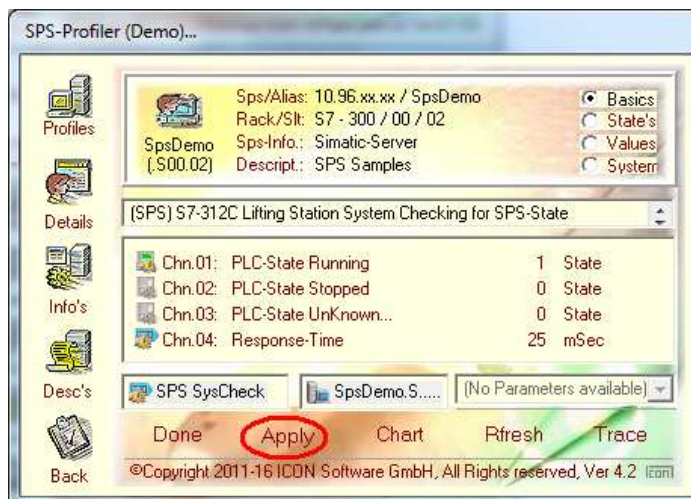 SPS-Profiler (Demo)...
Profiles
Details
Info's
Desc's
Back
SpsDemo
(.S00.02)
Sps/Alias: 10.96.xx.xx / SpsDemo
Rack/Slt: S7 - 300 / 00 / 02
Sps-Info.: Simatic-Server
Descript.: SPS Samples
Basics
State's
Values
System
(SPS) S7-312C Lifting Station System Checking for SPS-State
Chn.01: PLC-State Running 1 State
Chn.02: PLC-State Stopped 0 State
Chn.03: PLC-State UnKnown... 0 State
Chn.04: Response-Time 25 mSec
SPS SysCheck
SpsDemo.S.....
(No Parameters available)
Done Apply Chart Rfresh Trace
©Copyright 2011-16 ICON Software GmbH, All Rights reserved, Ver 4.2 icon